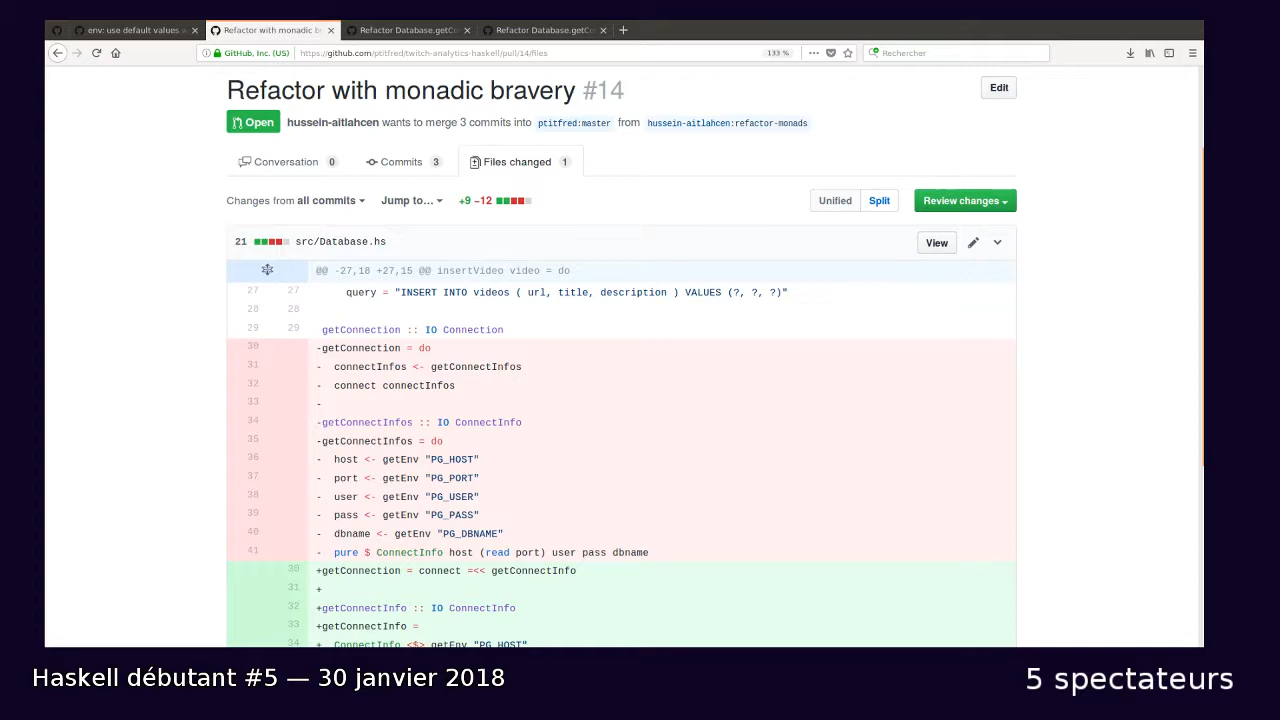 env: use default values
Refactor with monadic br
Refactor Database.getCo
Refactor Database.getCo
GitHub, Inc. (US)
https://github.com/ptitfred/twitch-analytics-haskell/pull/14/files
133 %
Rechercher
Refactor with monadic bravery #14
Edit
Open
hussein-aitlahcen wants to merge 3 commits into ptitfred:master from hussein-aitlahcen:refactor-monads
Conversation 0
Commits 3
Files changed 1
Changes from all commits
Jump to...
+9 −12
Unified
Split
Review changes
21 src/Database.hs
View
@@ -27,18 +27,15 @@ insertVideo video = do
27 27 query = "INSERT INTO videos ( url, title, description ) VALUES (?, ?, ?)"
28 28
29 29 getConnection :: IO Connection
30 -getConnection = do
31 - connectInfos <- getConnectInfos
32 - connect connectInfos
33 -
34 -getConnectInfos :: IO ConnectInfo
35 -getConnectInfos = do
36 - host <- getEnv "PG_HOST"
37 - port <- getEnv "PG_PORT"
38 - user <- getEnv "PG_USER"
39 - pass <- getEnv "PG_PASS"
40 - dbname <- getEnv "PG_DBNAME"
41 - pure $ ConnectInfo host (read port) user pass dbname
30 +getConnection = connect =<< getConnectInfo
31 +
32 +getConnectInfo :: IO ConnectInfo
33 +getConnectInfo =
34 + ConnectInfo <$> getEnv "PG_HOST"
Haskell débutant #5 — 30 janvier 2018
5 spectateurs